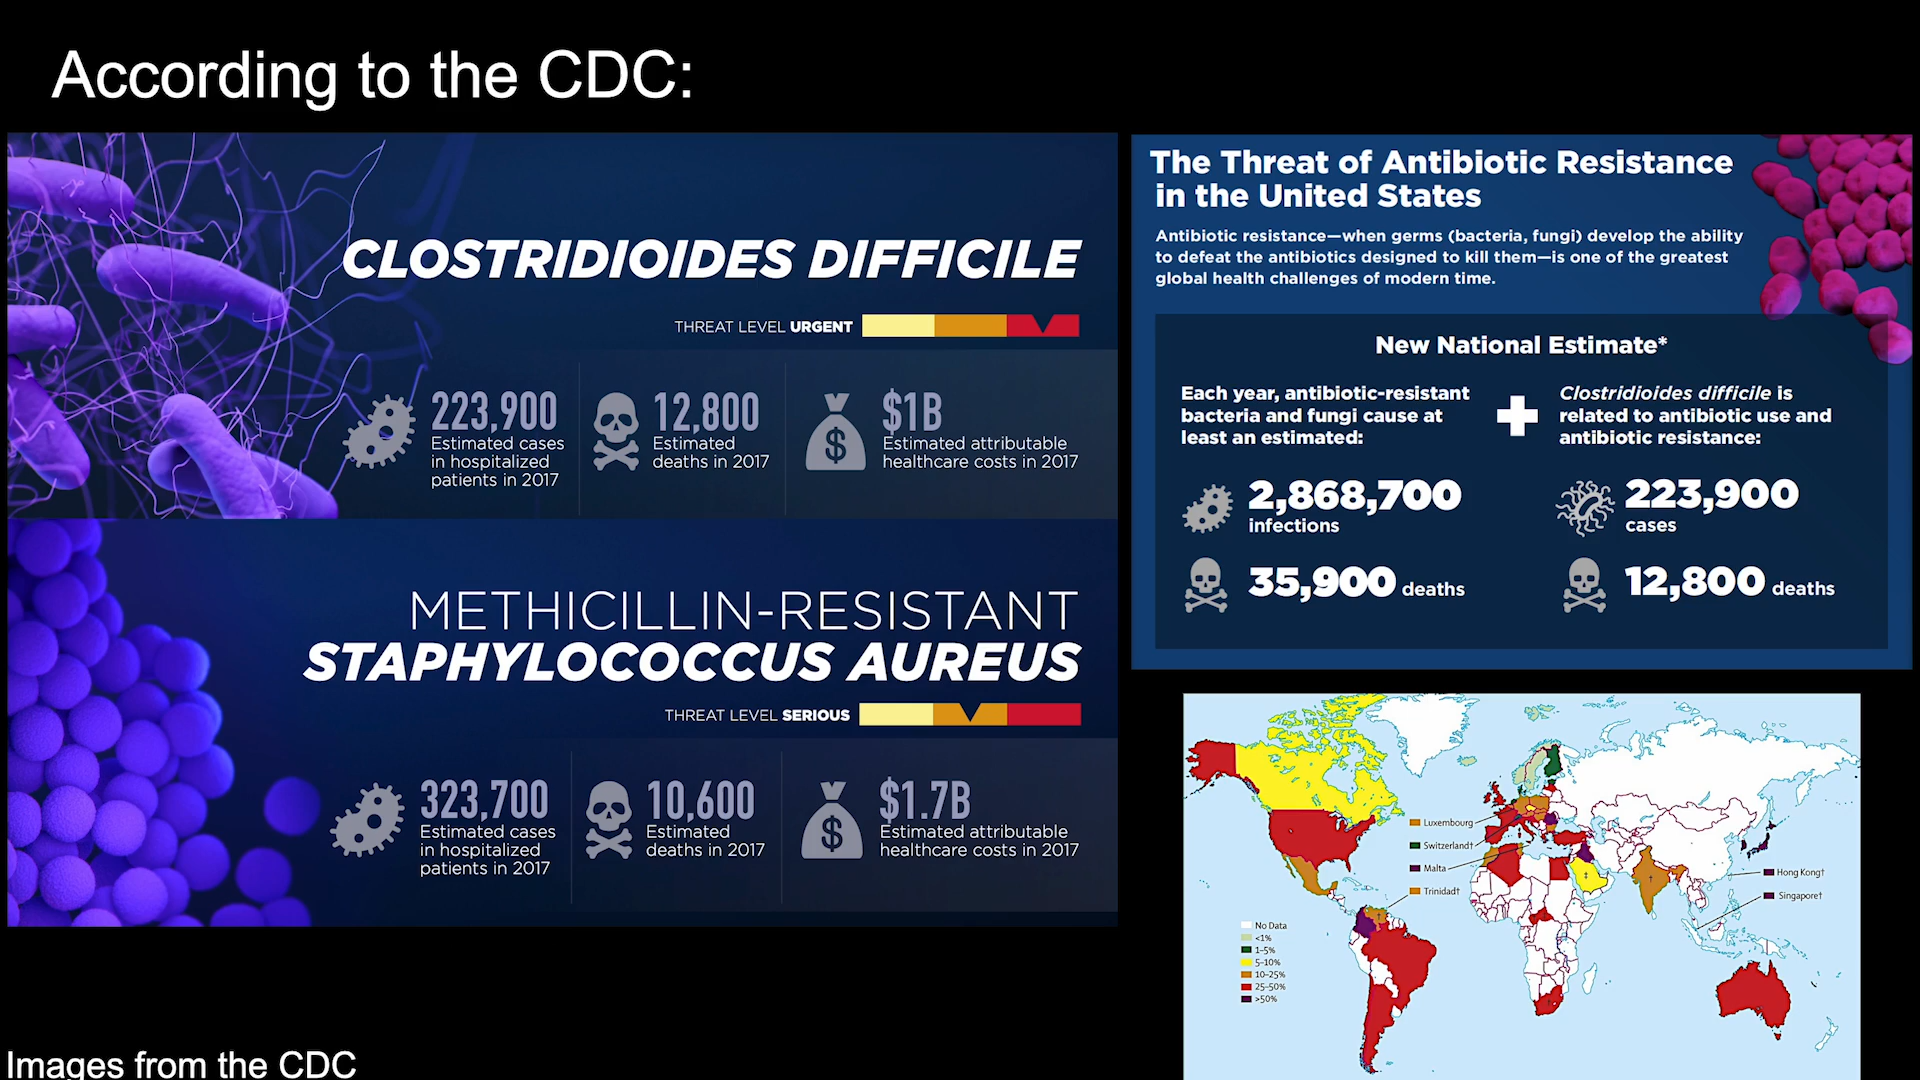 According to the CDC:
CLOSTRIDIOIDES DIFFICILE
THREAT LEVEL URGENT
223,900
Estimated cases
in hospitalized
patients in 2017
12,800
Estimated
deaths in 2017
$
$1B
Estimated attributable
healthcare costs in 2017
METHICILLIN-RESISTANT
STAPHYLOCOCCUS AUREUS
THREAT LEVEL SERIOUS
323,700
Estimated cases
in hospitalized
patients in 2017
10,600
Estimated
deaths in 2017
$
$1.7B
Estimated attributable
healthcare costs in 2017
The Threat of Antibiotic Resistance
in the United States
Antibiotic resistance—when germs (bacteria, fungi) develop the ability
to defeat the antibiotics designed to kill them—is one of the greatest
global health challenges of modern time.
New National Estimate*
Each year, antibiotic-resistant
bacteria and fungi cause at
least an estimated:
2,868,700
infections
35,900 deaths
Clostridioides difficile is
related to antibiotic use and
antibiotic resistance:
223,900
cases
12,800 deaths
Luxembourg
Switzerland†
Malta
Trinidad†
Hong Kong†
Singapore†
No Data
<1%
1–5%
5–10%
10–25%
25–50%
>50%
Images from the CDC